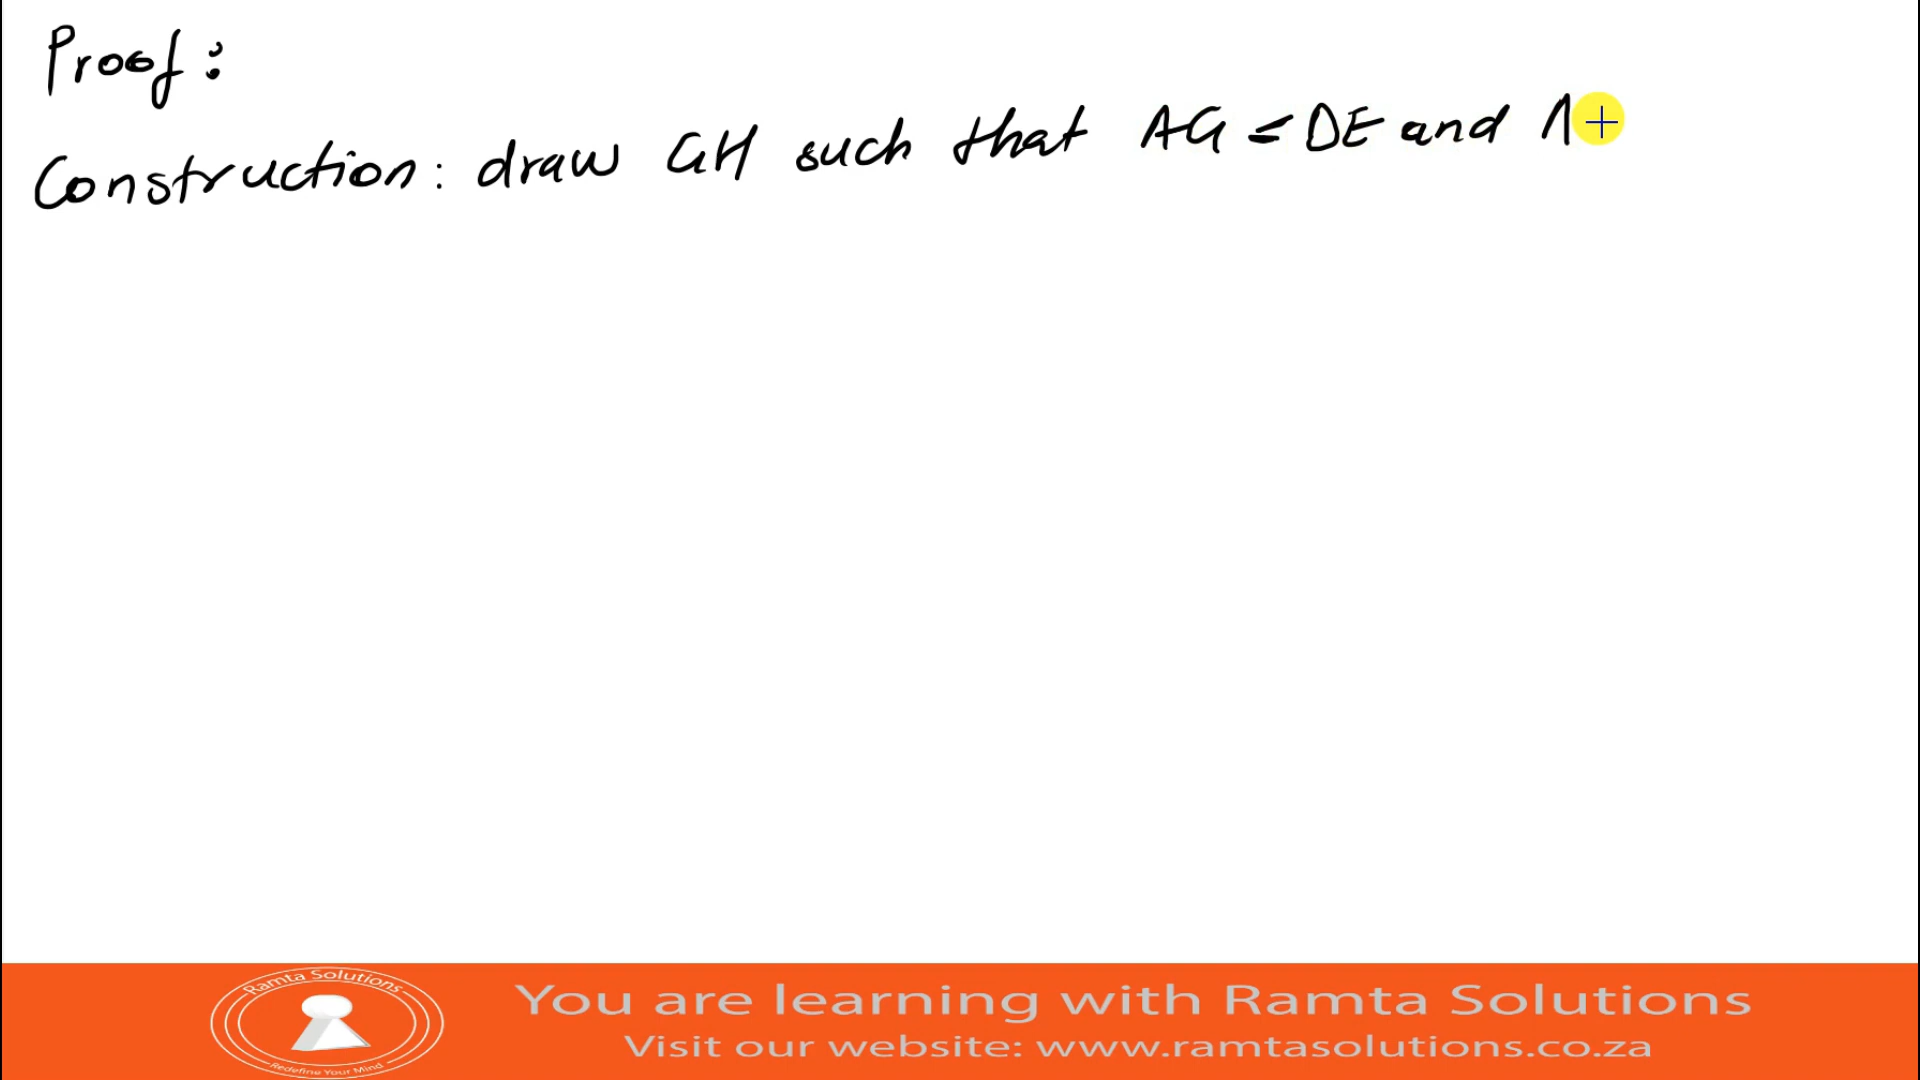 Proof:
Construction: draw GH such that AG = DE and
Ramta Solutions
Redefine Your Mind
You are learning with Ramta Solutions
Visit our website: www.ramtasolutions.co.za